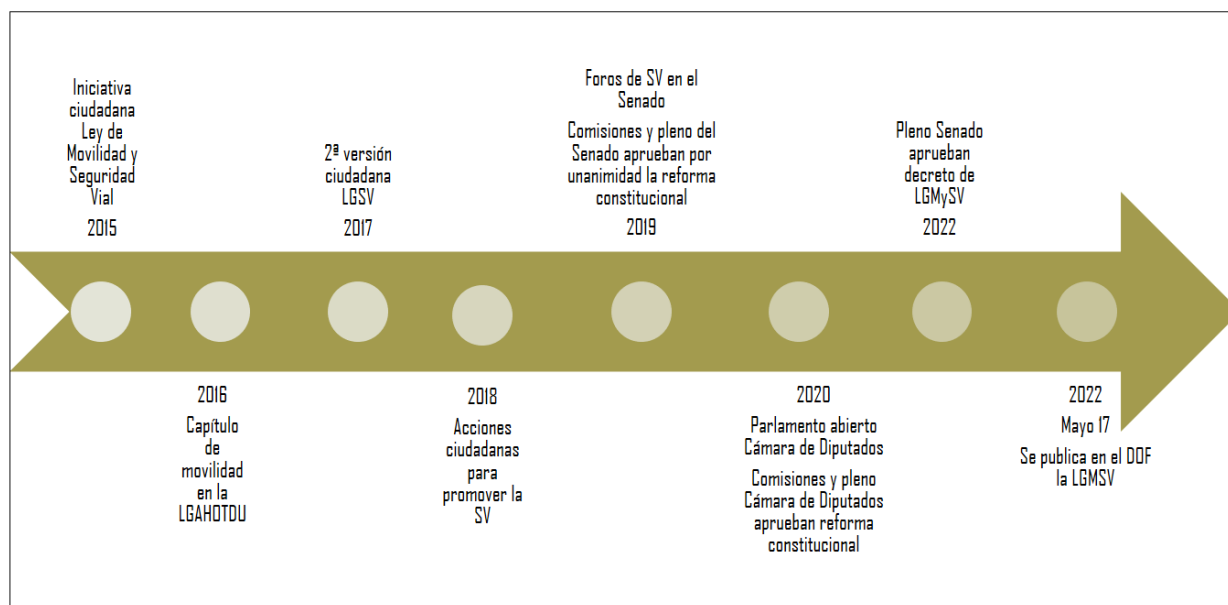 Iniciativa
ciudadana
Ley de
Movilidad y
Seguridad
Vial
2015
2016
Capítulo
de
movilidad
en la
LGAHOTDU
2ª versión
ciudadana
LGSV
2017
2018
Acciones
ciudadanas
para
promover la
SV
Foros de SV en el
Senado
Comisiones y pleno del
Senado aprueban por
unanimidad la reforma
constitucional
2019
2020
Parlamento abierto
Cámara de Diputados
Comisiones y pleno
Cámara de Diputados
aprueban reforma
constitucional
Pleno Senado
aprueban
decreto de
LGMySV
2022
2022
Mayo 17
Se publica en el DOF
la LGMSV